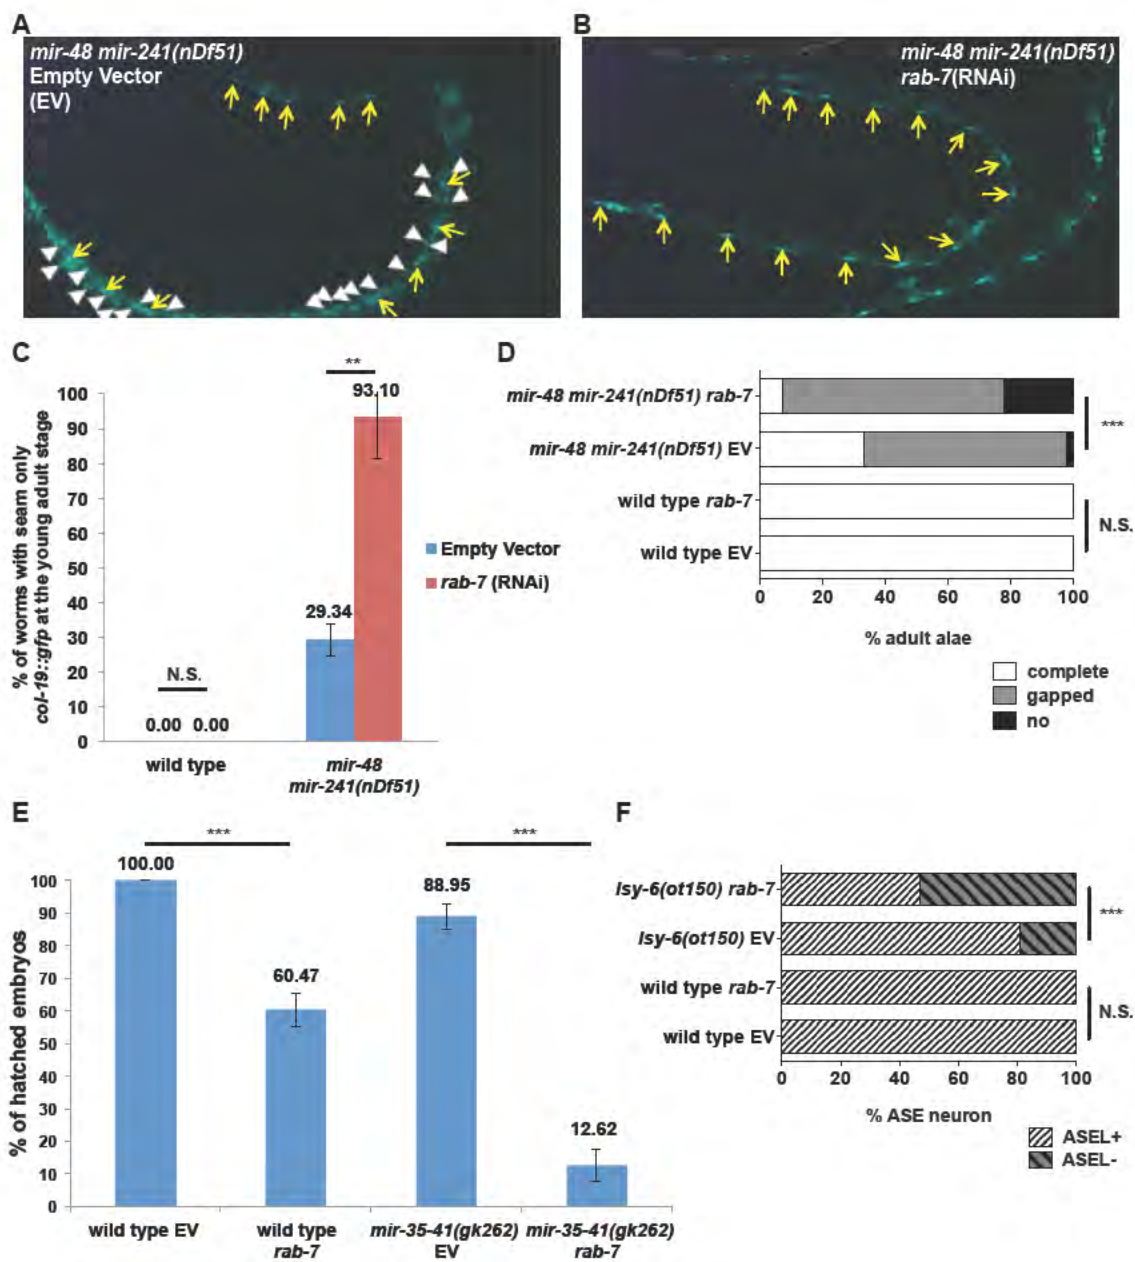 A
mir-48 mir-241(nDf51)
Empty Vector
(EV)
B
mir-48 mir-241(nDf51)
rab-7(RNAi)
C
% of worms with seam only
col-19::gfp at the young adult stage
100
90
80
70
60
50
40
30
20
10
0
**
93.10
29.34
N.S.
0.00 0.00
wild type
mir-48
mir-241(nDf51)
Empty Vector
rab-7 (RNAi)
D
mir-48 mir-241(nDf51) rab-7
mir-48 mir-241(nDf51) EV
wild type rab-7
wild type EV
***
N.S.
0 20 40 60 80 100
% adult alae
complete
gapped
no
E
% of hatched embryos
100
90
80
70
60
50
40
30
20
10
0
***
***
100.00
60.47
88.95
12.62
wild type EV
wild type
rab-7
mir-35-41(gk262)
EV
mir-35-41(gk262)
rab-7
F
lsy-6(ot150) rab-7
lsy-6(ot150) EV
wild type rab-7
wild type EV
***
N.S.
0 20 40 60 80 100
% ASE neuron
ASEL+
ASEL-